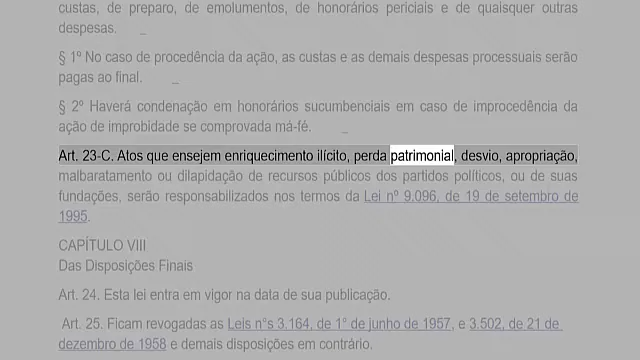 custas, de preparo, de emolumentos, de honorários periciais e de quaisquer outras
despesas.
§ 1º No caso de procedência da ação, as custas e as demais despesas processuais serão
pagas ao final.
§ 2º Haverá condenação em honorários sucumbenciais em caso de improcedência da
ação de improbidade se comprovada má-fé.
Art. 23-C. Atos que ensejem enriquecimento ilícito, perda patrimonial, desvio, apropriação,
malbaratamento ou dilapidação de recursos públicos dos partidos políticos, ou de suas
fundações, serão responsabilizados nos termos da Lei nº 9.096, de 19 de setembro de
1995.
CAPÍTULO VIII
Das Disposições Finais
Art. 24. Esta lei entra em vigor na data de sua publicação.
Art. 25. Ficam revogadas as Leis n°s 3.164, de 1° de junho de 1957, e 3.502, de 21 de
dezembro de 1958 e demais disposições em contrário.